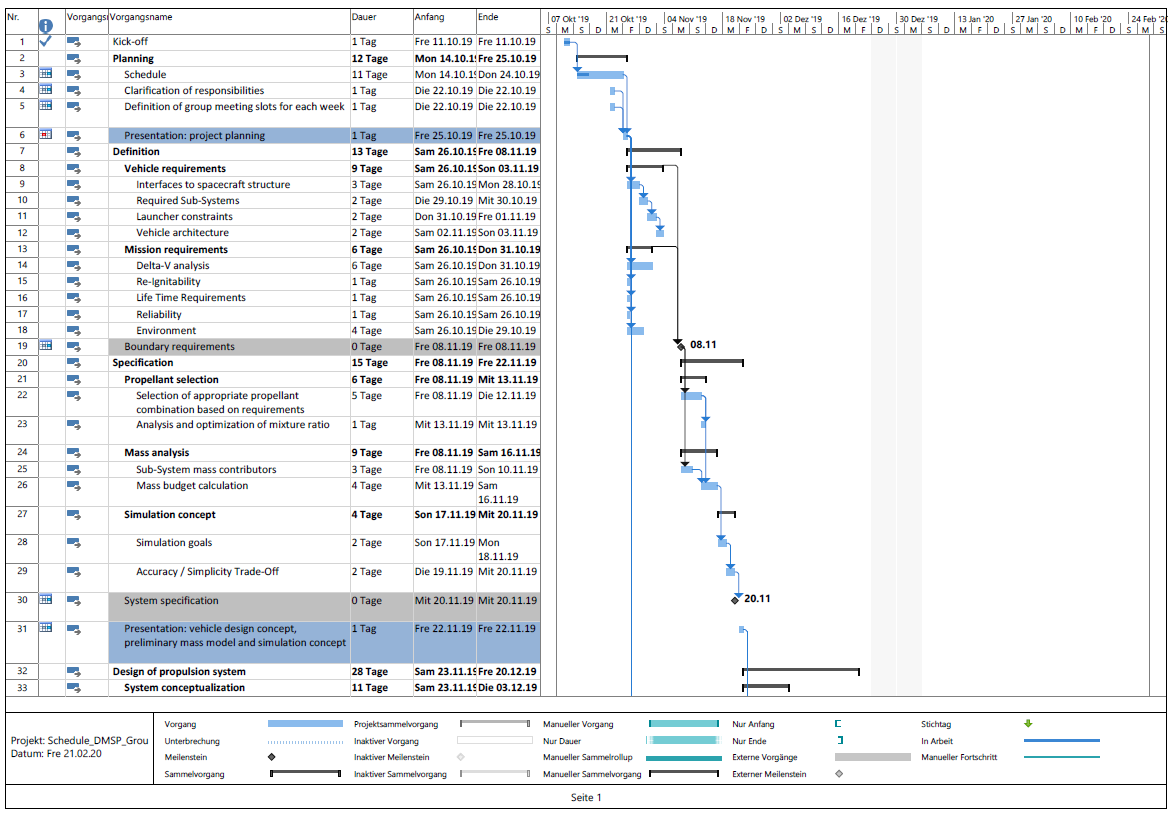 Nr. Vorgangsı Vorgangsname Dauer Anfang Ende
07 Okt '19 21 Okt '19 04 Nov '19 18 Nov '19 02 Dez '19 16 Dez '19 30 Dez '19 13 Jan '20 27 Jan '20 10 Feb '20 24 Feb '20
S M F D S D M S M F D S D M S M F D S D M S M F D S D M S
1 Kick-off 1 Tag Fre 11.10.19 Fre 11.10.19
2 Planning 12 Tage Mon 14.10.19 Fre 25.10.19
3 Schedule 11 Tage Mon 14.10.19 Don 24.10.19
4 Clarification of responsibilities 1 Tag Die 22.10.19 Die 22.10.19
5 Definition of group meeting slots for each week 1 Tag Die 22.10.19 Die 22.10.19
6 Presentation: project planning 1 Tag Fre 25.10.19 Fre 25.10.19
7 Definition 13 Tage Sam 26.10.19 Fre 08.11.19
8 Vehicle requirements 9 Tage Sam 26.10.19 Son 03.11.19
9 Interfaces to spacecraft structure 3 Tage Sam 26.10.19 Mon 28.10.19
10 Required Sub-Systems 2 Tage Die 29.10.19 Mit 30.10.19
11 Launcher constraints 2 Tage Don 31.10.19 Fre 01.11.19
12 Vehicle architecture 2 Tage Sam 02.11.19 Son 03.11.19
13 Mission requirements 6 Tage Sam 26.10.19 Don 31.10.19
14 Delta-V analysis 6 Tage Sam 26.10.19 Don 31.10.19
15 Re-Ignitability 1 Tag Sam 26.10.19 Sam 26.10.19
16 Life Time Requirements 1 Tag Sam 26.10.19 Sam 26.10.19
17 Reliability 1 Tag Sam 26.10.19 Sam 26.10.19
18 Environment 4 Tage Sam 26.10.19 Die 29.10.19
19 Boundary requirements 0 Tage Fre 08.11.19 Fre 08.11.19 08.11
20 Specification 15 Tage Fre 08.11.19 Fre 22.11.19
21 Propellant selection 6 Tage Fre 08.11.19 Mit 13.11.19
22 Selection of appropriate propellant 5 Tage Fre 08.11.19 Die 12.11.19
combination based on requirements
23 Analysis and optimization of mixture ratio 1 Tag Mit 13.11.19 Mit 13.11.19
24 Mass analysis 9 Tage Fre 08.11.19 Sam 16.11.19
25 Sub-System mass contributors 3 Tage Fre 08.11.19 Son 10.11.19
26 Mass budget calculation 4 Tage Mit 13.11.19 Sam
16.11.19
27 Simulation concept 4 Tage Son 17.11.19 Mit 20.11.19
28 Simulation goals 2 Tage Son 17.11.19 Mon
18.11.19
29 Accuracy / Simplicity Trade-Off 2 Tage Die 19.11.19 Mit 20.11.19
30 System specification 0 Tage Mit 20.11.19 Mit 20.11.19 20.11
31 Presentation: vehicle design concept, 1 Tag Fre 22.11.19 Fre 22.11.19
preliminary mass model and simulation concept
32 Design of propulsion system 28 Tage Sam 23.11.19 Fre 20.12.19
33 System conceptualization 11 Tage Sam 23.11.19 Die 03.12.19
Projekt: Schedule_DMSP_Grou
Datum: Fre 21.02.20
Vorgang Projektsammelvorgang Manueller Vorgang Nur Anfang Stichtag
Unterbrechung Inaktiver Vorgang Nur Dauer Nur Ende In Arbeit
Meilenstein Inaktiver Meilenstein Manueller Sammelrollup Externe Vorgänge Manueller Fortschritt
Sammelvorgang Inaktiver Sammelvorgang Manueller Sammelvorgang Externer Meilenstein
Seite 1